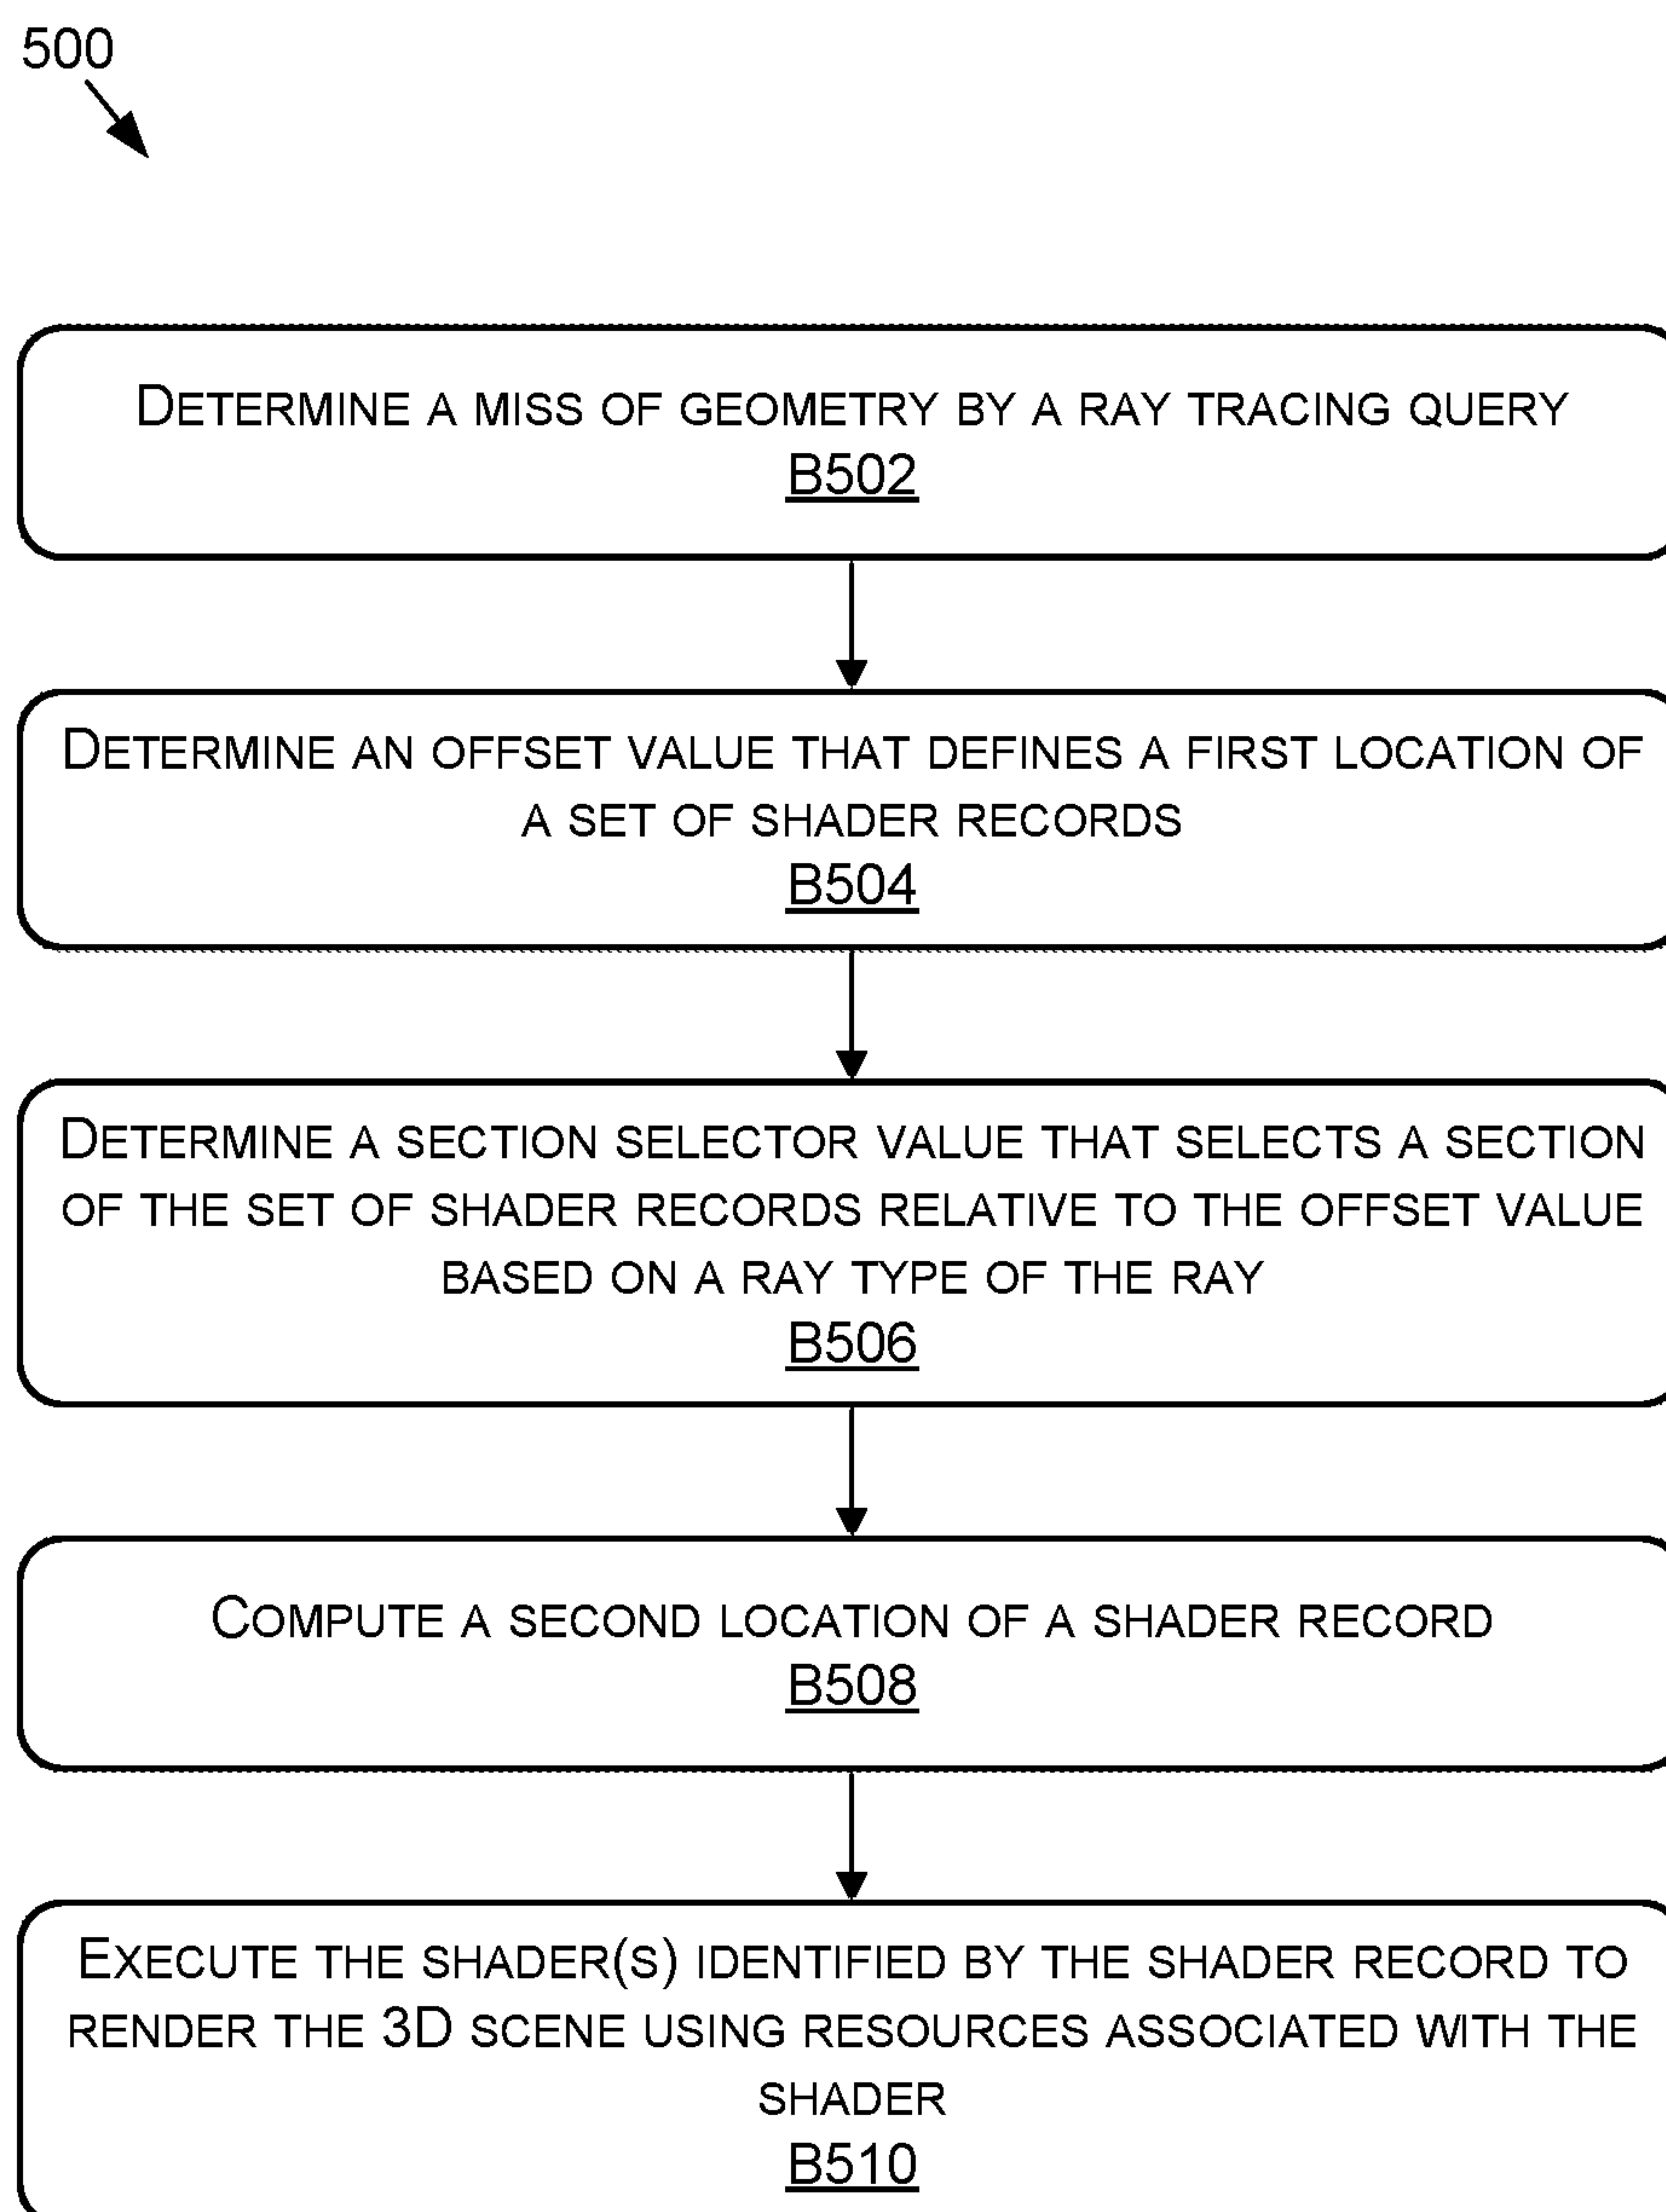 500
DETERMINE A MISS OF GEOMETRY BY A RAY TRACING QUERY
B502
DETERMINE AN OFFSET VALUE THAT DEFINES A FIRST LOCATION OF
A SET OF SHADER RECORDS
B504
DETERMINE A SECTION SELECTOR VALUE THAT SELECTS A SECTION
OF THE SET OF SHADER RECORDS RELATIVE TO THE OFFSET VALUE
BASED ON A RAY TYPE OF THE RAY
B506
COMPUTE A SECOND LOCATION OF A SHADER RECORD
B508
EXECUTE THE SHADER(S) IDENTIFIED BY THE SHADER RECORD TO
RENDER THE 3D SCENE USING RESOURCES ASSOCIATED WITH THE
SHADER
B510